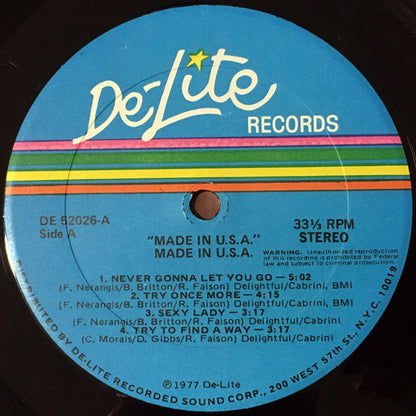 De-Lite
RECORDS
DE 52026-A
Side A
33⅓ RPM
STEREO
"MADE IN U.S.A."
MADE IN U.S.A.
WARNING: Unauthorized reproduction
of this recording is prohibited by Federal
law and subject to criminal prosecution.
1. NEVER GONNA LET YOU GO — 5:02
(F. Nerangis/B. Britton/R. Faison) Delightful/Cabrini, BMI
2. TRY ONCE MORE — 4:15
(F. Nerangis/B. Britton/R. Faison) Delightful/Cabrini, BMI
3. SEXY LADY — 3:17
(F. Nerangis/B. Britton/R. Faison) Delightful/Cabrini
4. TRY TO FIND A WAY — 3:17
(C. Morais/D. Gibbs/R. Faison) Delightful/Cabrini
℗1977 De-Lite
DISTRIBUTED BY DE-LITE RECORDED SOUND CORP., 200 WEST 57th St., N.Y.C. 10019